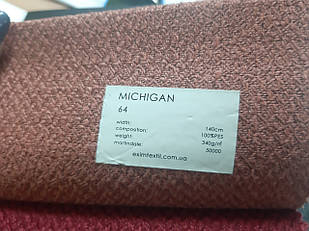 MICHIGAN
64
width: 140cm
composition: 100%PES
weight: 340g/m²
martindale: 50000
eximtextil.com.ua